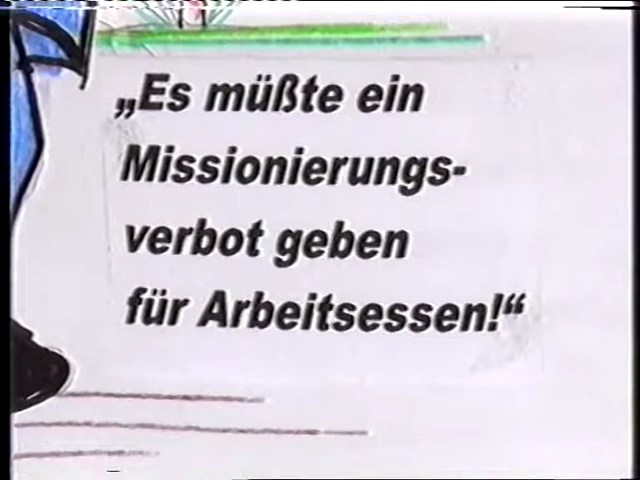 „Es müßte ein
Missionierungs-
verbot geben
für Arbeitsessen!“